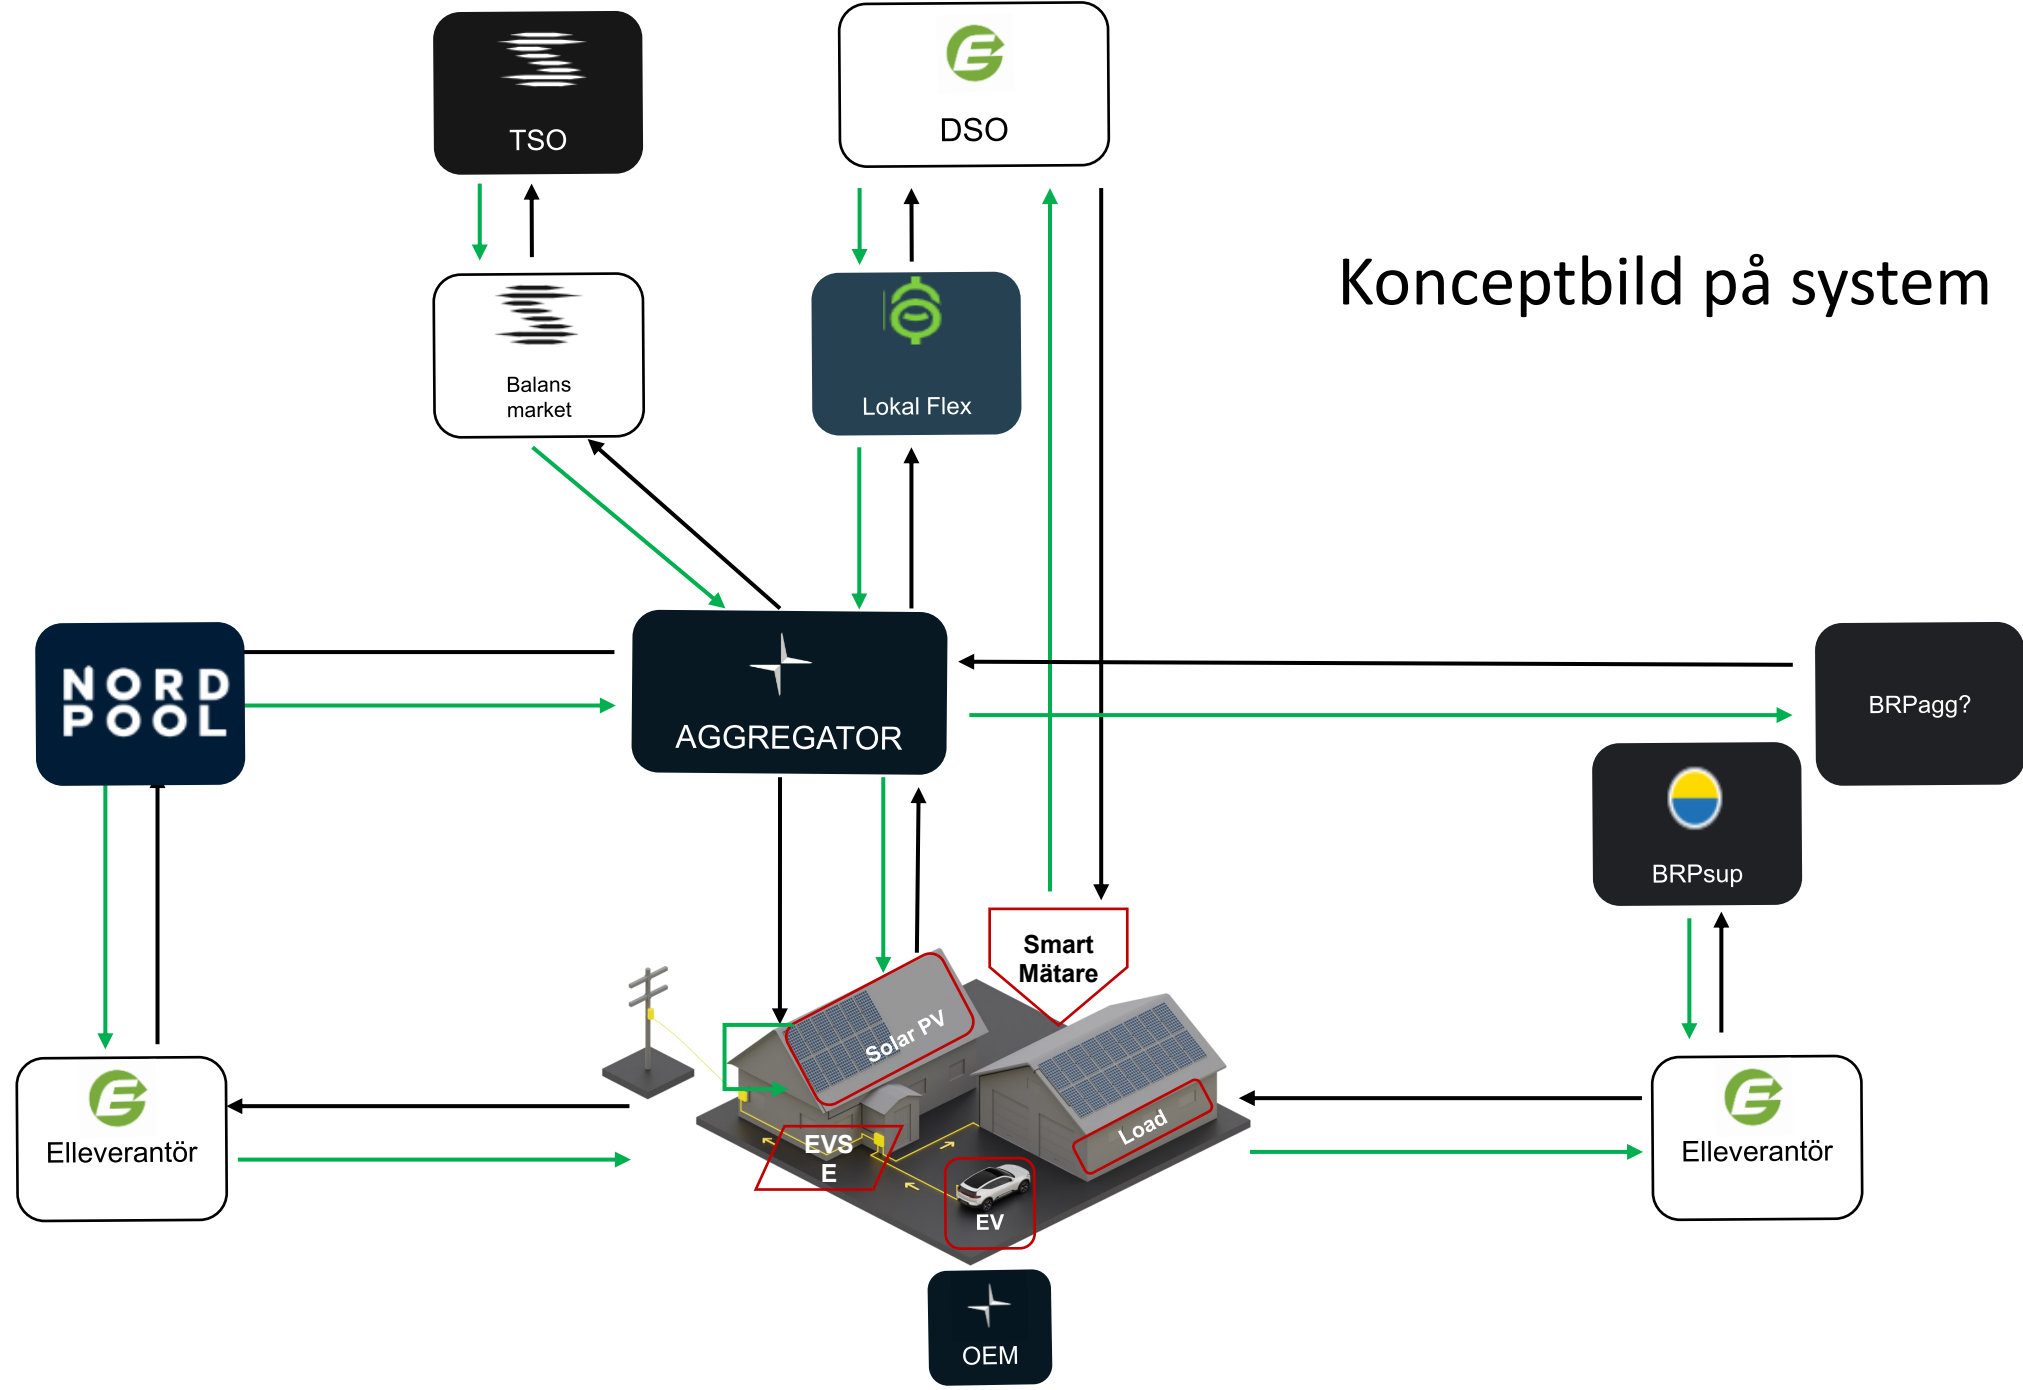 TSO
DSO
Konceptbild på system
Balans
market
Lokal Flex
NORD
POOL
AGGREGATOR
BRPagg?
BRPsup
Smart
Mätare
Solar PV
Load
EVS
E
EV
Elleverantör
Elleverantör
OEM